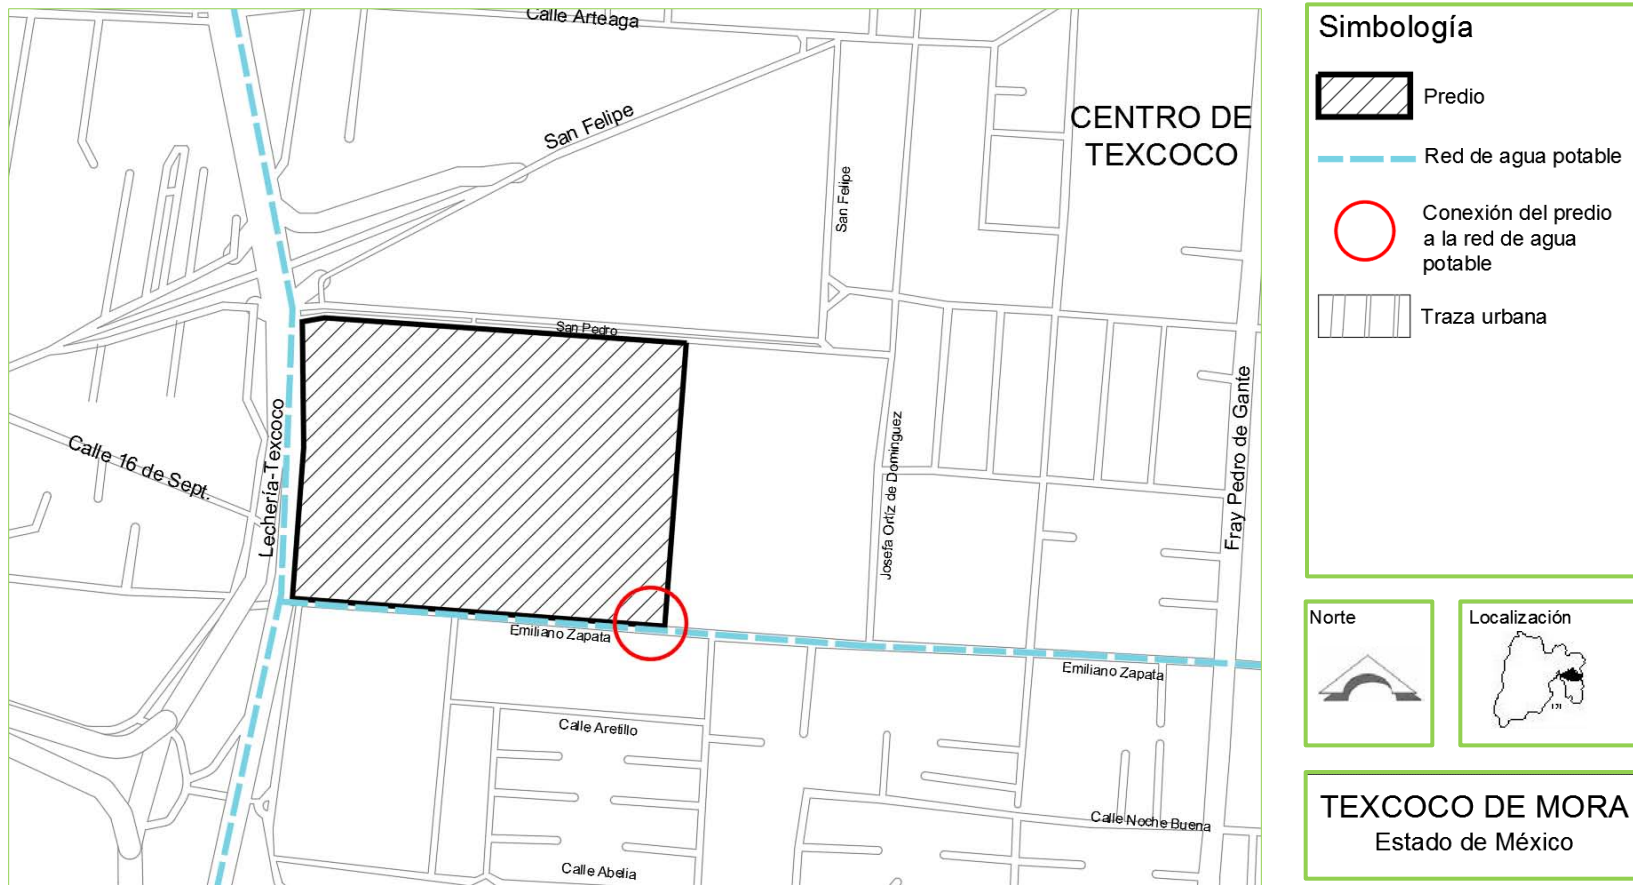 Calle Arteaga
San Felipe
CENTRO DE
TEXCOCO
San Felipe
San Pedro
Lechería-Texcoco
Calle 16 de Sept.
Josefa Ortíz de Dominguez
Fray Pedro de Gante
Emiliano Zapata
Emiliano Zapata
Calle Aretillo
Calle Noche Buena
Calle Abelia
Simbología
Predio
Red de agua potable
Conexión del predio
a la red de agua
potable
Traza urbana
Norte
Localización
TEXCOCO DE MORA
Estado de México